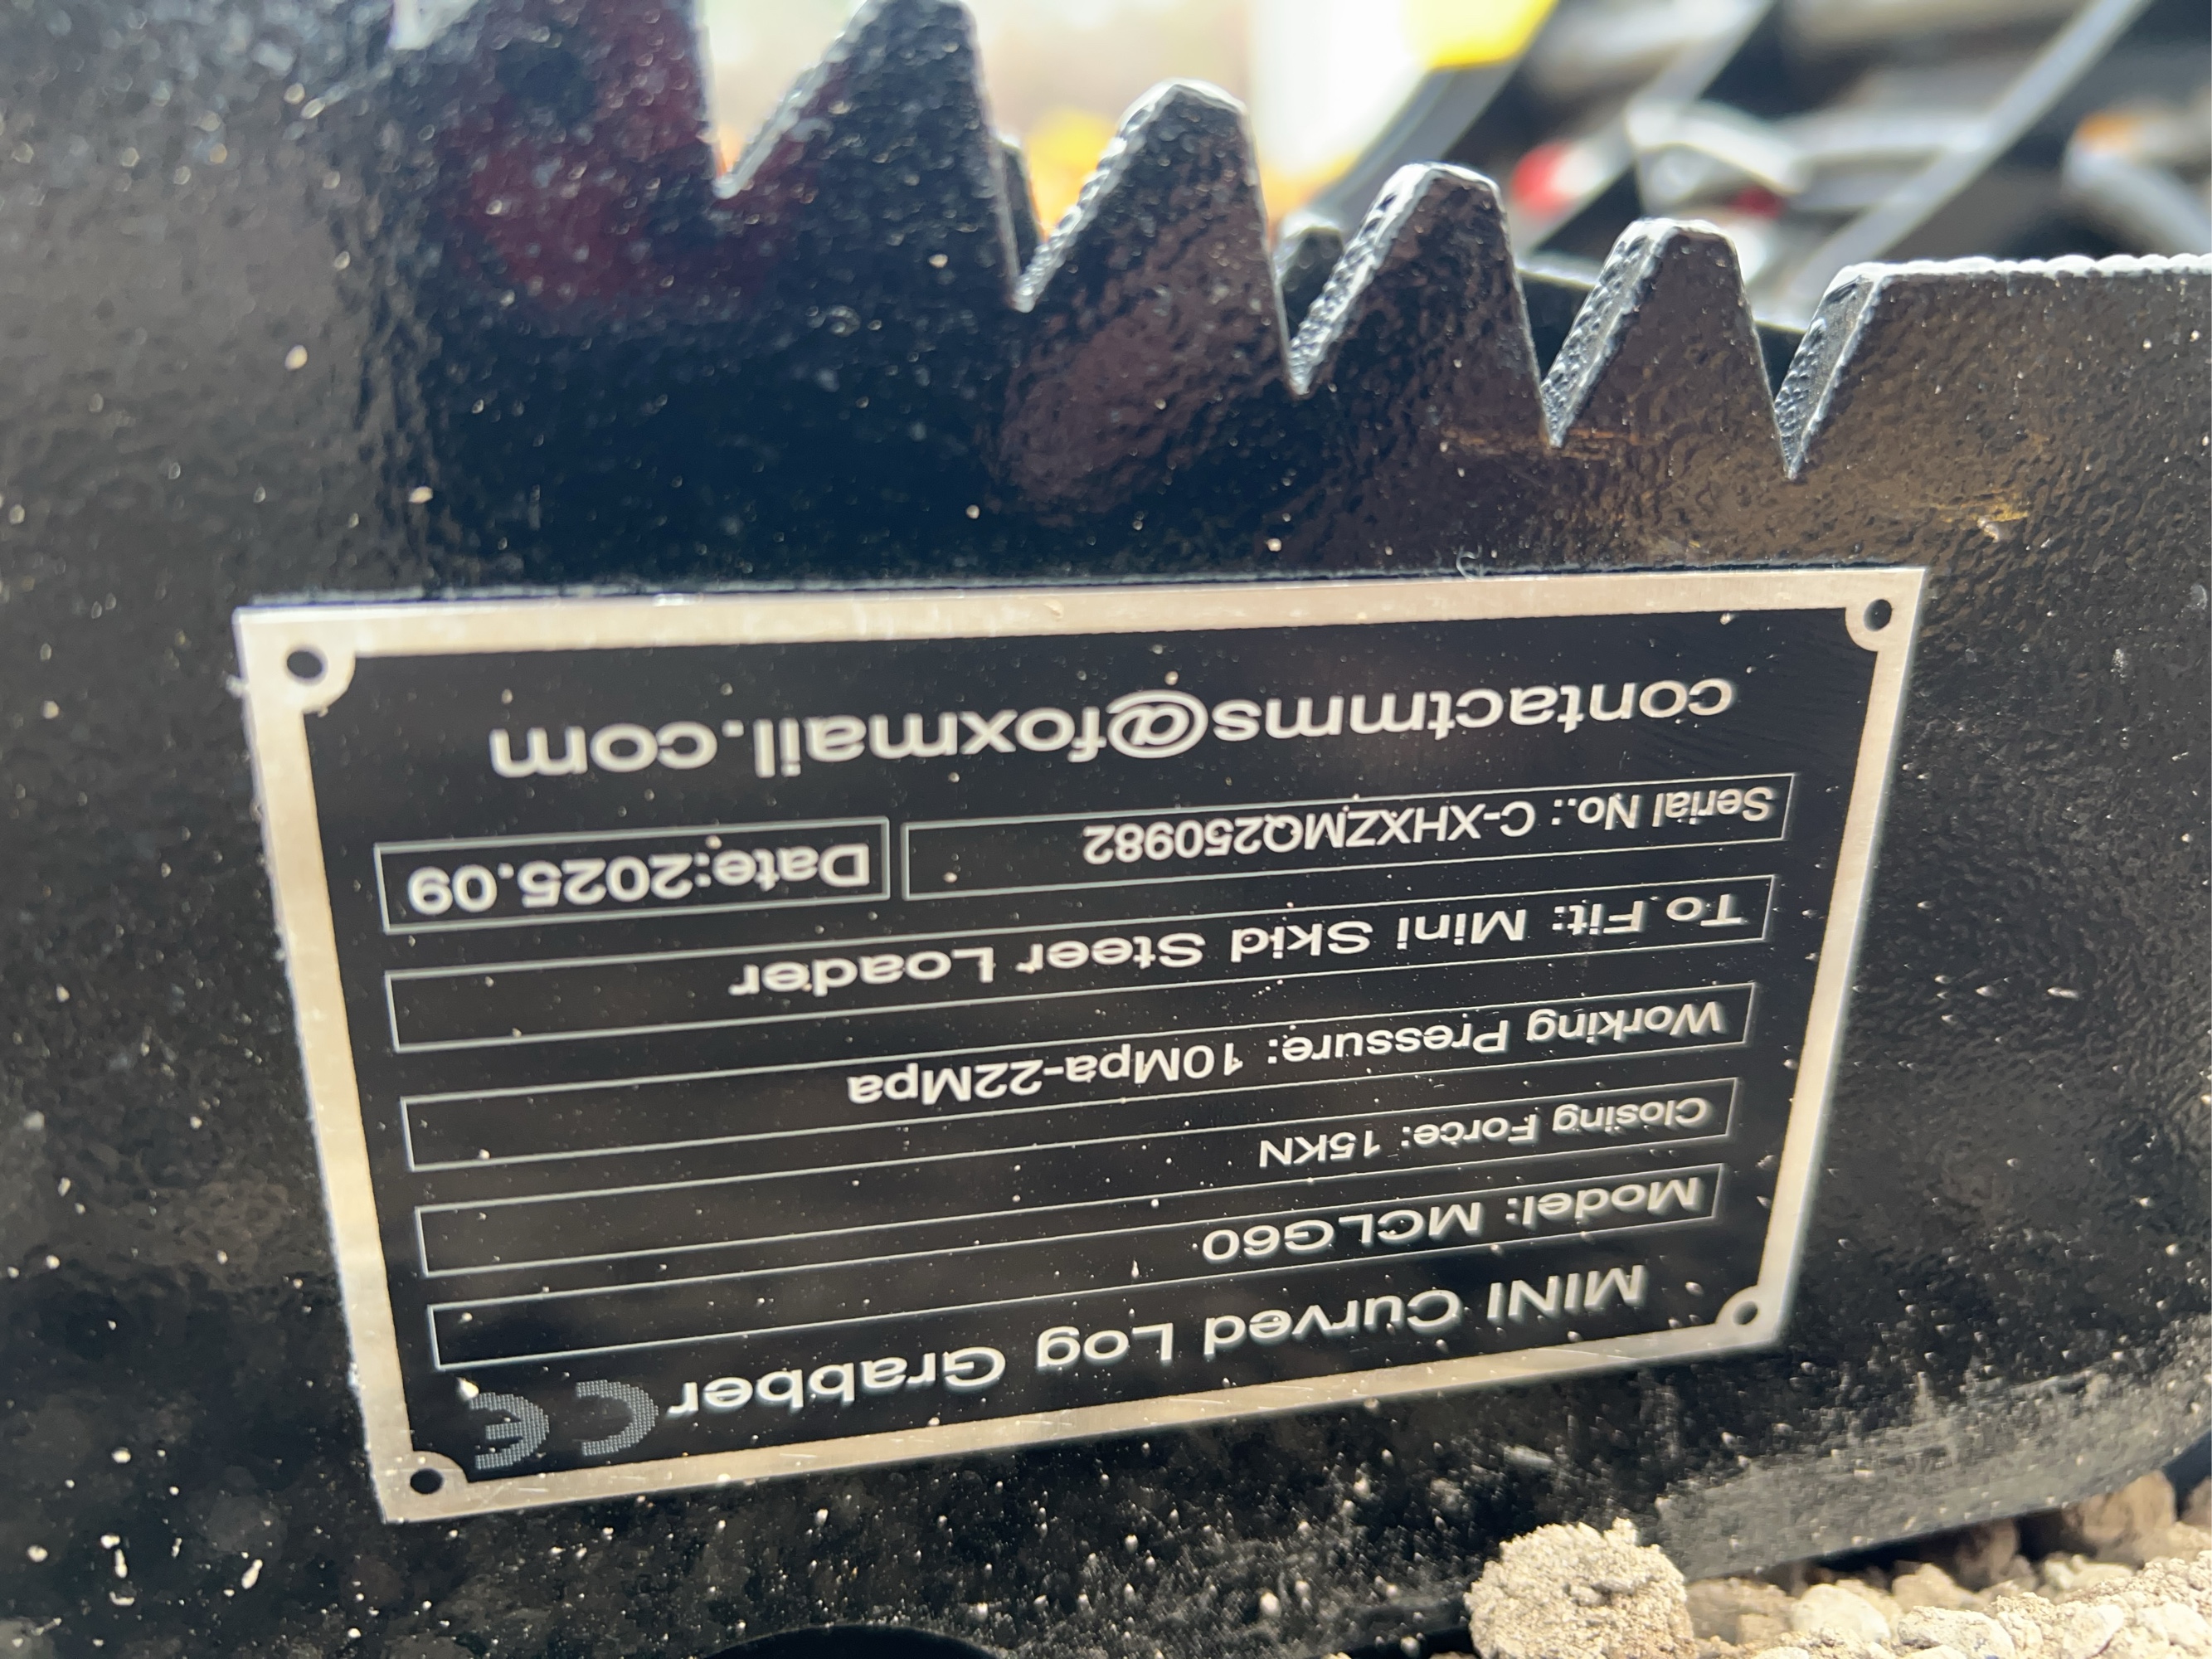 MINI Curved Log Grabber CE
Model: MCLG60
Closing Force: 15KN
Working Pressure: 10Mpa-22Mpa
To Fit: Mini Skid Steer Loader
Serial No.: C-XHXZMQ250982 Date:2025.09
contactmms@foxmail.com